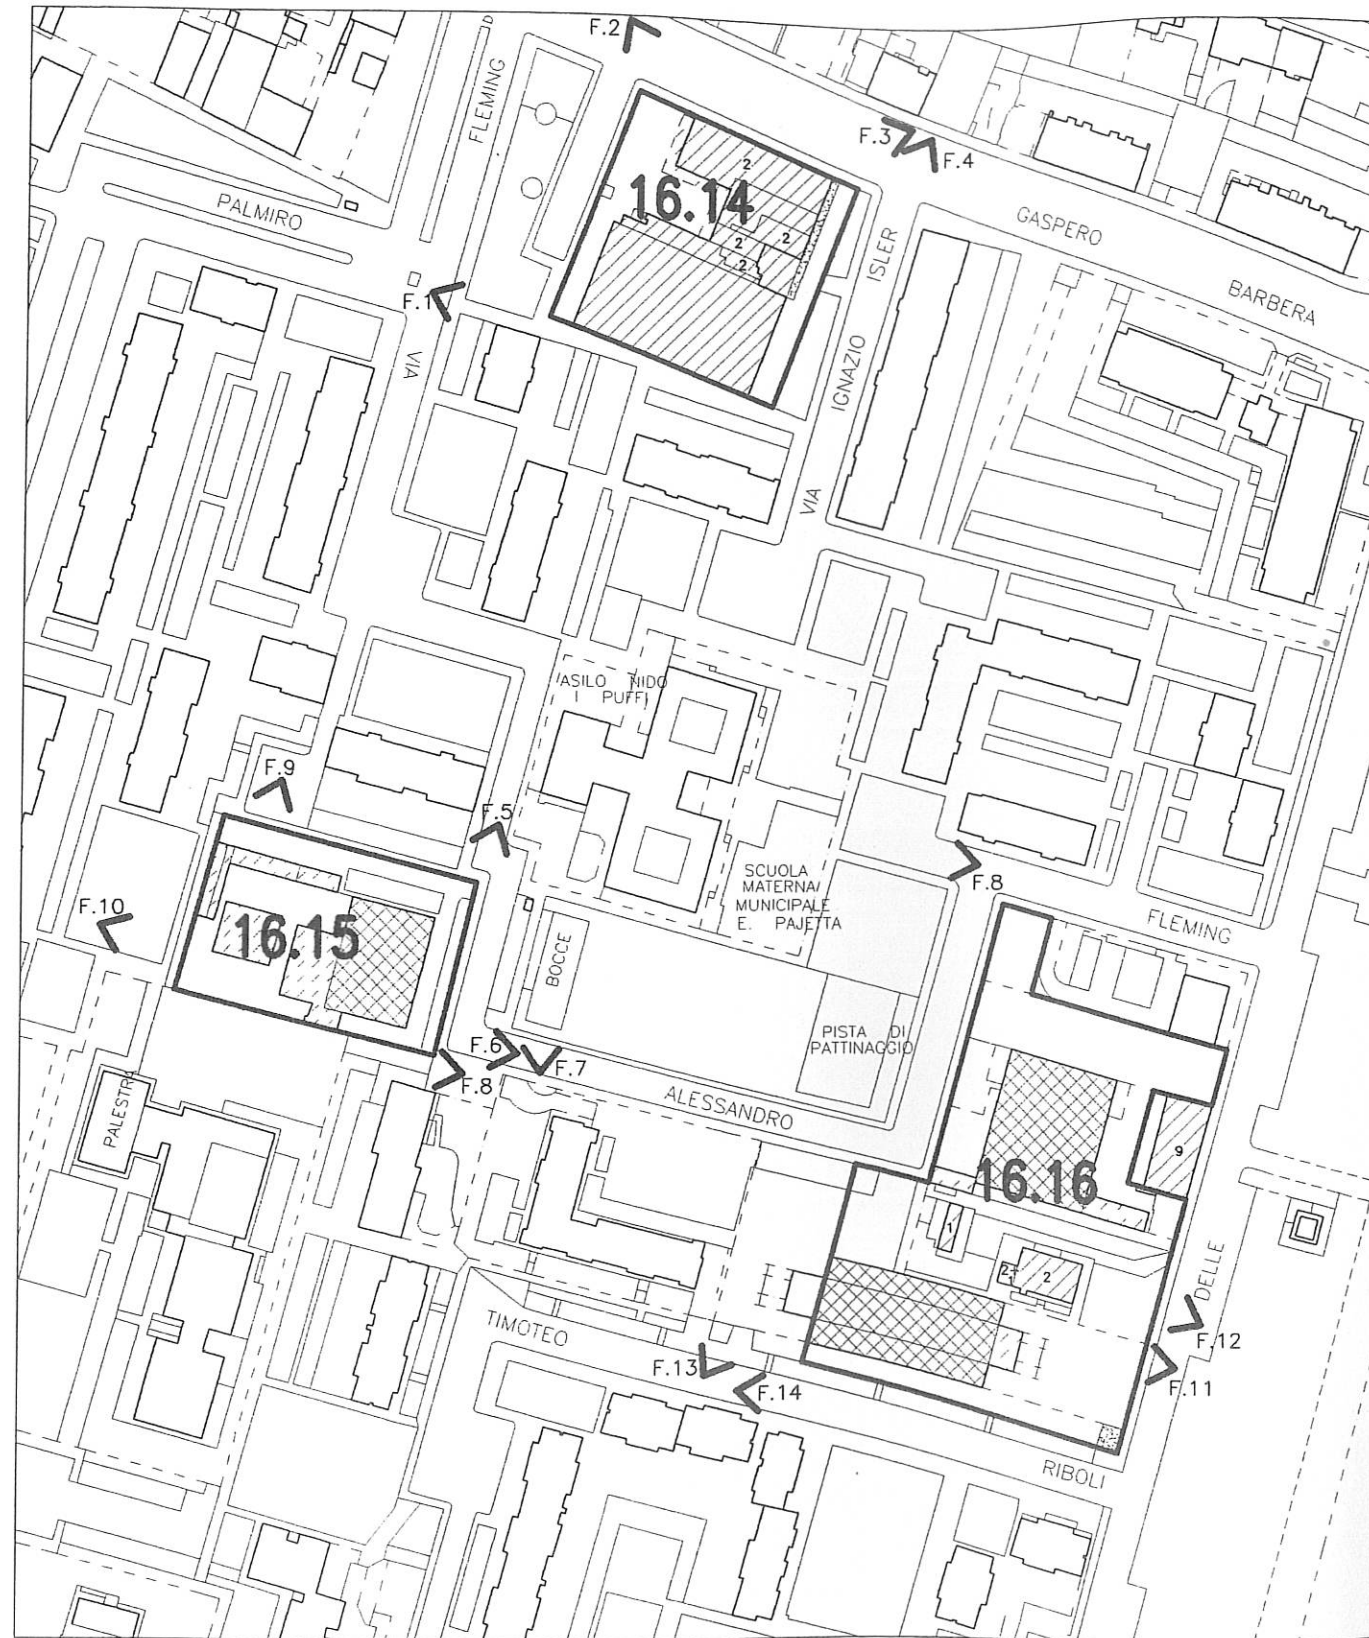 F.2
FLEMING
F.3
F.4
2
16.14
PALMIRO
GASPERO
2
2
2
ISLER
BARBERA
F.1
VIA
IGNAZIO
VIA
ASILO NIDO
I PUFFI
F.9
F.5
SCUOLA
MATERNA
MUNICIPALE
E. PAJETTA
F.8
F.10
16.15
FLEMING
BOCCE
PISTA DI
PATTINAGGIO
F.6
F.7
F.8
ALESSANDRO
PALESTRA
9
16.16
1
2
2
DELLE
TIMOTEO
F.12
F.13
F.14
F.11
RIBOLI